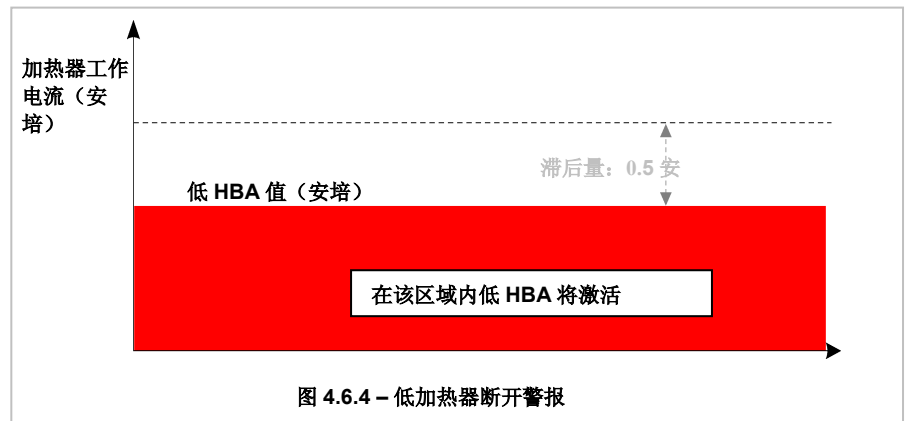 加热器工作
电流（安
培）
滞后量：0.5 安
低 HBA 值（安培）
在该区域内低 HBA 将激活
图 4.6.4 – 低加热器断开警报